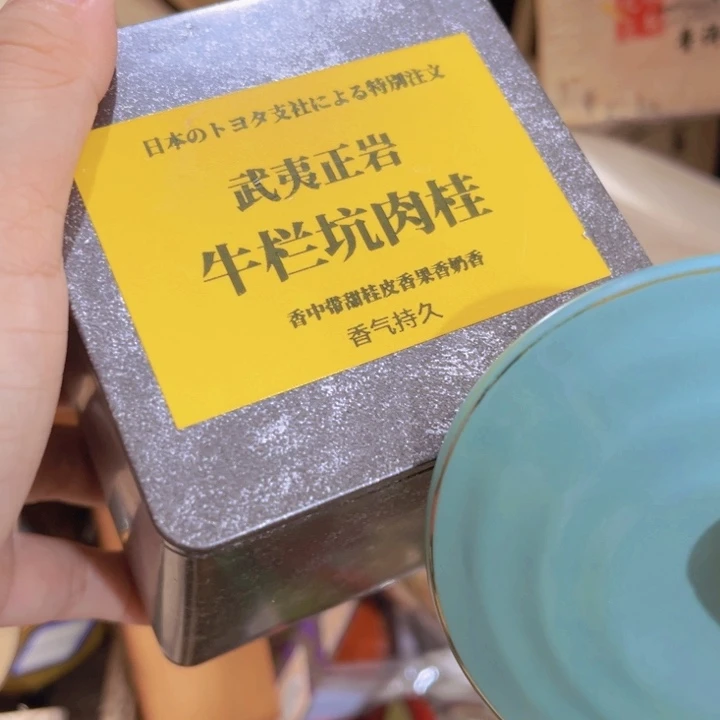 日本のトヨタ支社による特別注文
武夷正岩
牛栏坑肉桂
香中带甜桂皮香果香奶香
香气持久